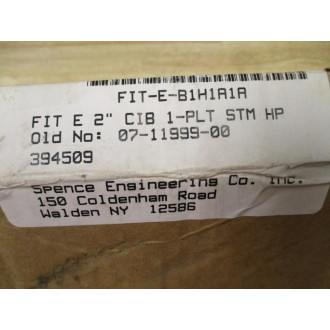 FIT-E-B1H1A1A
FIT E 2" CIB 1-PLT STM HP
Old No: 07-11999-00
394509
Spence Engineering Co. Inc.
150 Coldenham Road
Walden NY 12586